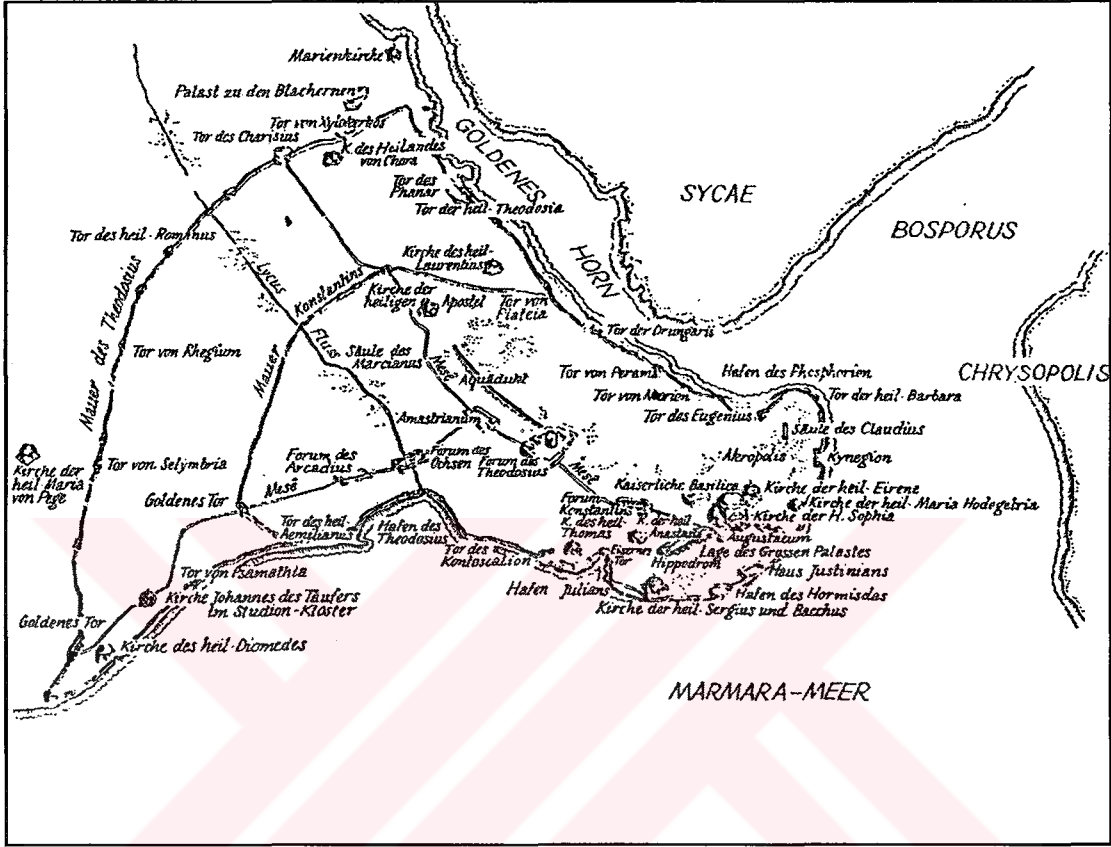 Marienkirche
Palast zu den Blachernen
Tor von Xylokerkos
Tor des Charisius
K. des Heilandes
von Chora
GOLDENES
HORN
Tor des
Phanar
Tor der heil-Theodosia
SYCAE
BOSPORUS
Tor des heil-Romanus
Kirche des heil-
Laurentius
Lycus
Fluss
Mauer des Theodosius
Mauer
Konstantins
Kirche der
heiligen Apostel
Tor von
Plateia
Tor der Drungaris
Tor von Rhegium
Säule des
Marcianus
Mesê
Aquädukt
Tor von Perama
Hafen des Phosphorion
CHRYSOPOLIS
Tor von Marien
Tor der heil-Barbara
Amastrianum
Tor des Eugenius
Säule des Claudius
Kirche der
heil Maria
von Pege
Tor von Selymbria
Forum des
Arcadius
Forum des
Ochsen
Forum des
Theodosius
Mesê
Akropolis
Kynegion
Mesê
Kaiserliche Basilica
Kirche der heil-Eirene
Goldenes Tor
Forum
Konstantins
Kirche der heil-Maria Hodegetria
K. des heil-
Thomas
K. der heil
Anastasia
Kirche der H. Sophia
Augustaeum
Tor des heil-
Aemilianus
Hafen des
Theodosius
Tor des
Kontoscalion
Eisernes
Tor
Hippodrom
Lage des Grossen Palastes
Haus Justinians
Tor von Psamathia
Hafen Julians
Hafen des Hormisdas
Kirche Johannes des Täufers
Im Studion-Kloster
Kirche der heil-Sergius und Bacchus
Goldenes Tor
Kirche des heil-Diomedes
MARMARA-MEER